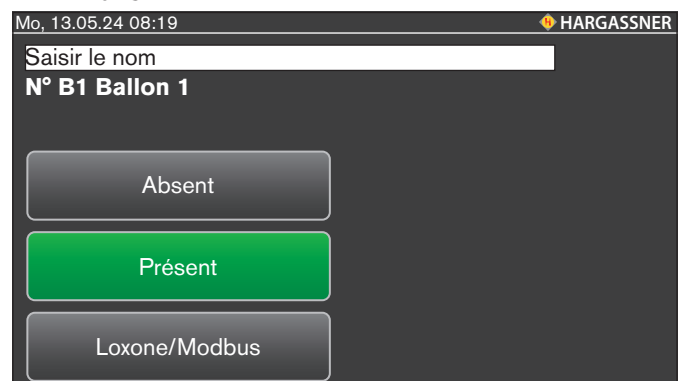 Mo, 13.05.24 08:19 HARGASSNER
Saisir le nom
N° B1 Ballon 1
Absent
Présent
Loxone/Modbus